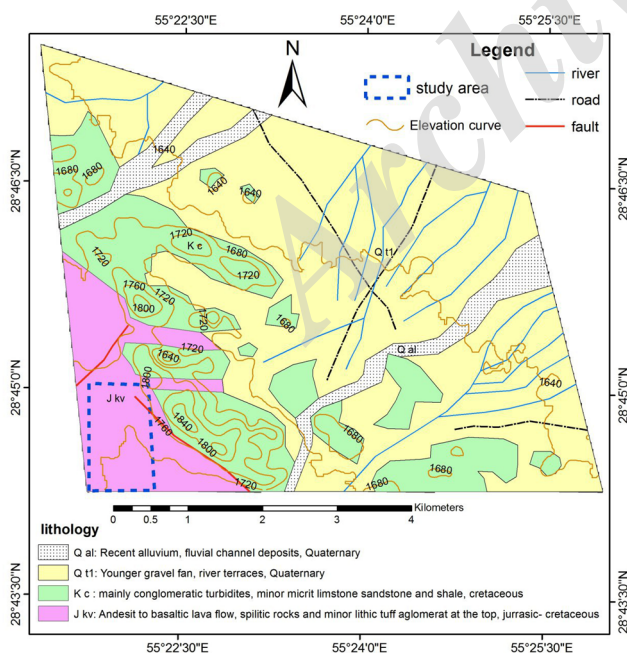 55°22'30"E 55°24'0"E 55°25'30"E
N
Legend
study area
river
road
Elevation curve
fault
28°46'30"N
28°45'0"N
28°43'30"N
28°46'30"N
28°45'0"N
28°43'30"N
1640
1680
1680
1640
1640
1720
K c
1680
1720
1720
1760
1720
1800
1720
1680
Q t1
Q al
1720
1640
1800
J kv
1760
1840
1800
1720
1680
1680
1680
1640
0 0.5 1 2 3 4 Kilometers
lithology
Q al: Recent alluvium, fluvial channel deposits, Quaternary
Q t1: Younger gravel fan, river terraces, Quaternary
K c : mainly conglomeratic turbidites, minor micrit limstone sandstone and shale, cretaceous
J kv: Andesit to basaltic lava flow, spilitic rocks and minor lithic tuff aglomerat at the top, jurrasic- cretaceous
55°22'30"E 55°24'0"E 55°25'30"E
Archi